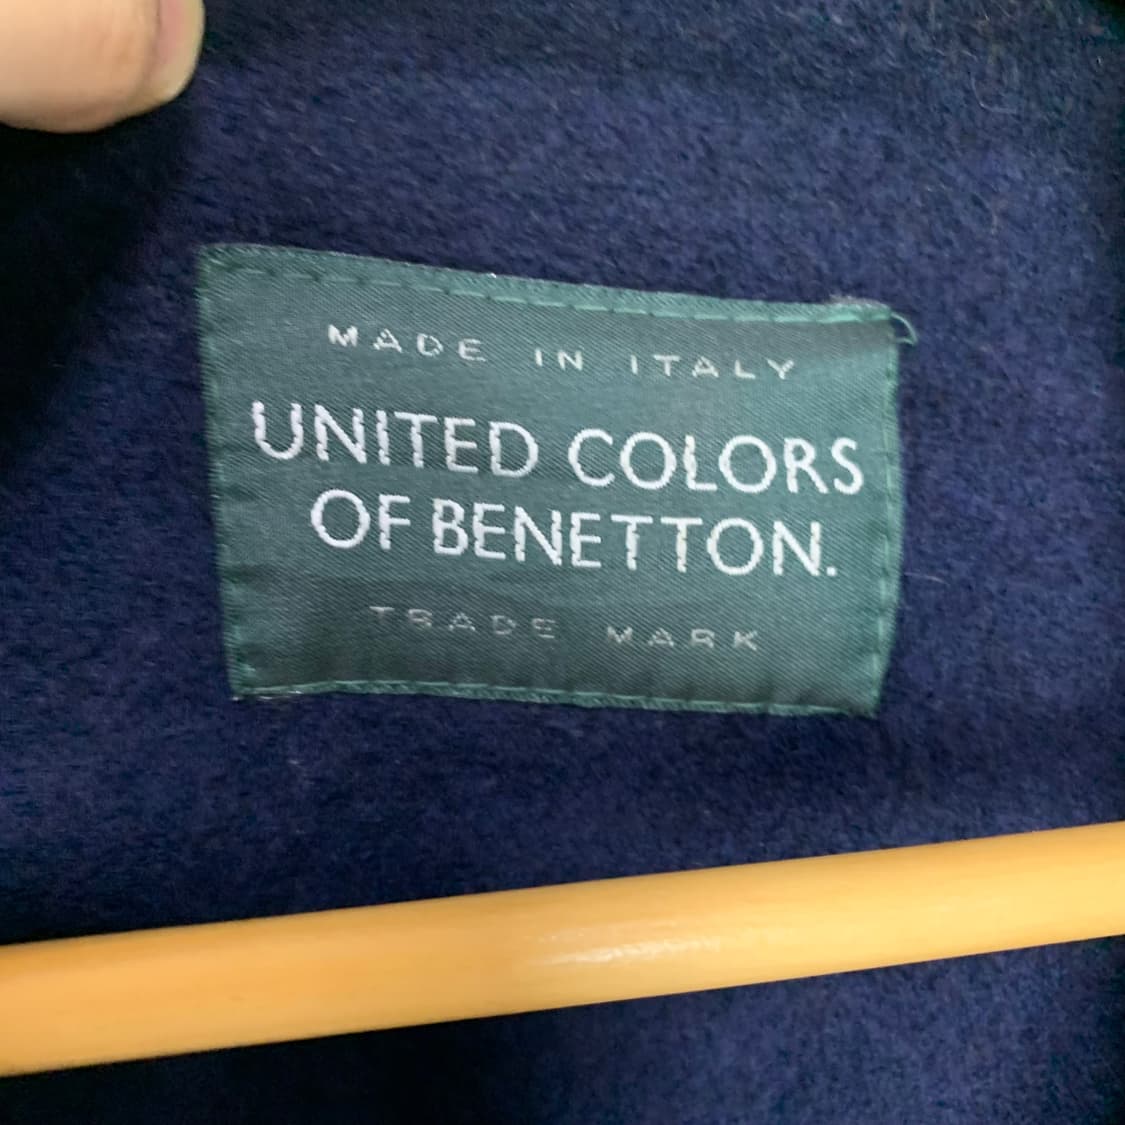 MADE IN ITALY
UNITED COLORS
OF BENETTON.
TRADE MARK